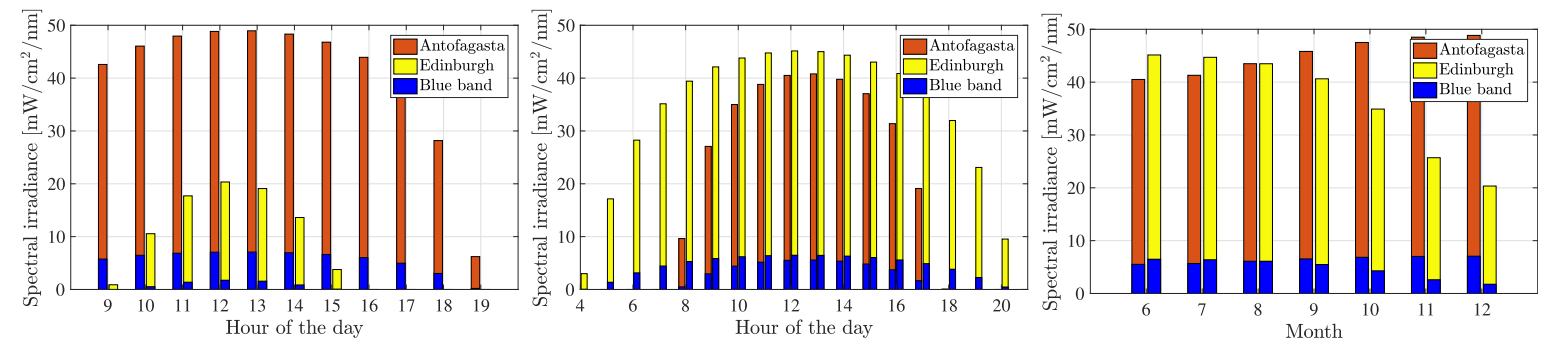 Spectral irradiance [mW/cm²/nm]
50
40
30
20
10
0
Antofagasta
Edinburgh
Blue band
9 10 11 12 13 14 15 16 17 18 19
Hour of the day
Spectral irradiance [mW/cm²/nm]
50
40
30
20
10
0
Antofagasta
Edinburgh
Blue band
4 6 8 10 12 14 16 18 20
Hour of the day
Spectral irradiance [mW/cm²/nm]
50
40
30
20
10
0
Antofagasta
Edinburgh
Blue band
6 7 8 9 10 11 12
Month